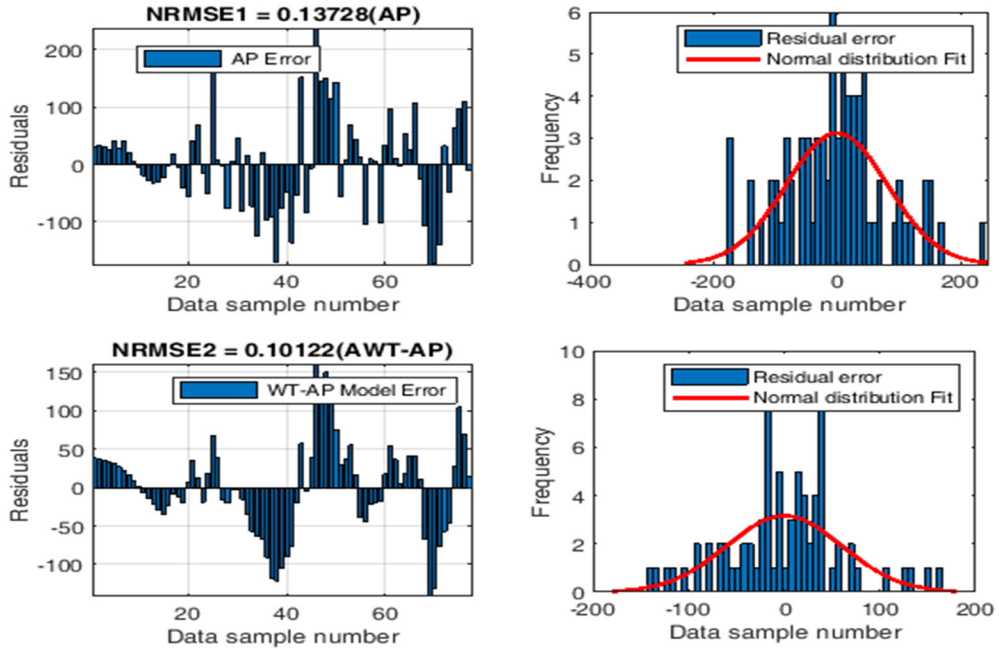 NRMSE1 = 0.13728(AP)
200
100
0
-100
Residuals
AP Error
20
40
60
Data sample number
6
4
2
0
Frequency
Residual error
Normal distribution Fit
-400
-200
0
200
Data sample number
NRMSE2 = 0.10122(AWT-AP)
150
100
50
0
-50
-100
Residuals
WT-AP Model Error
20
40
60
Data sample number
10
8
6
4
2
0
Frequency
Residual error
Normal distribution Fit
-200
-100
0
100
200
Data sample number